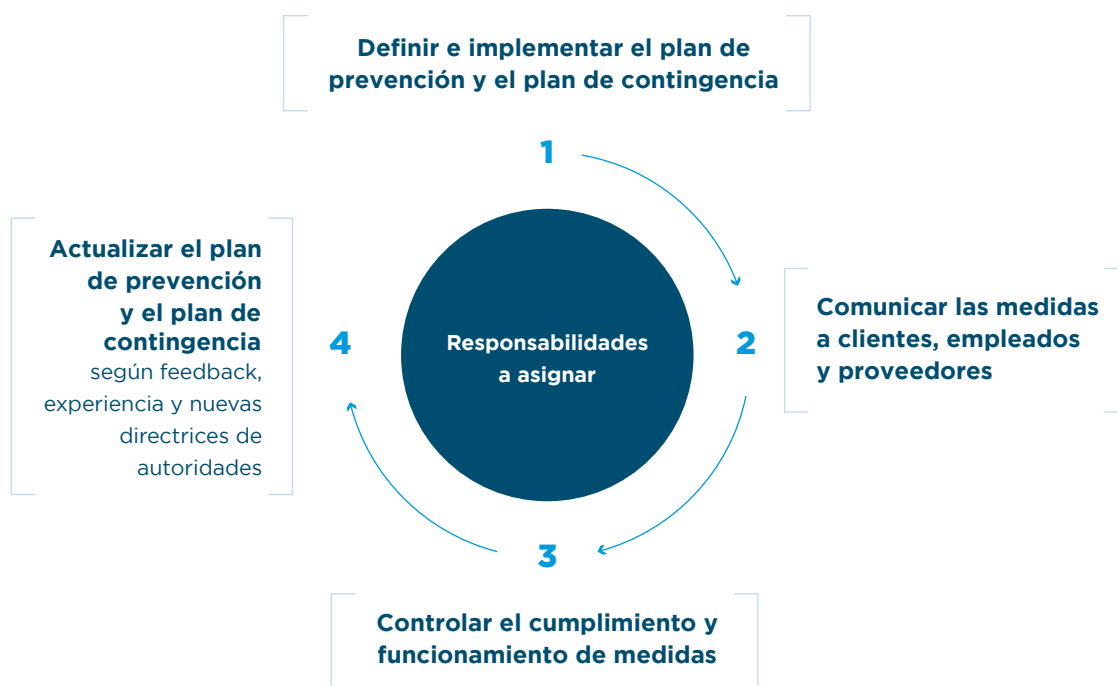 Definir e implementar el plan de
prevención y el plan de contingencia
1
Actualizar el plan
de prevención
y el plan de
contingencia
según feedback,
experiencia y nuevas
directrices de
autoridades
4
Responsabilidades
a asignar
2
Comunicar las medidas
a clientes, empleados
y proveedores
3
Controlar el cumplimiento y
funcionamiento de medidas